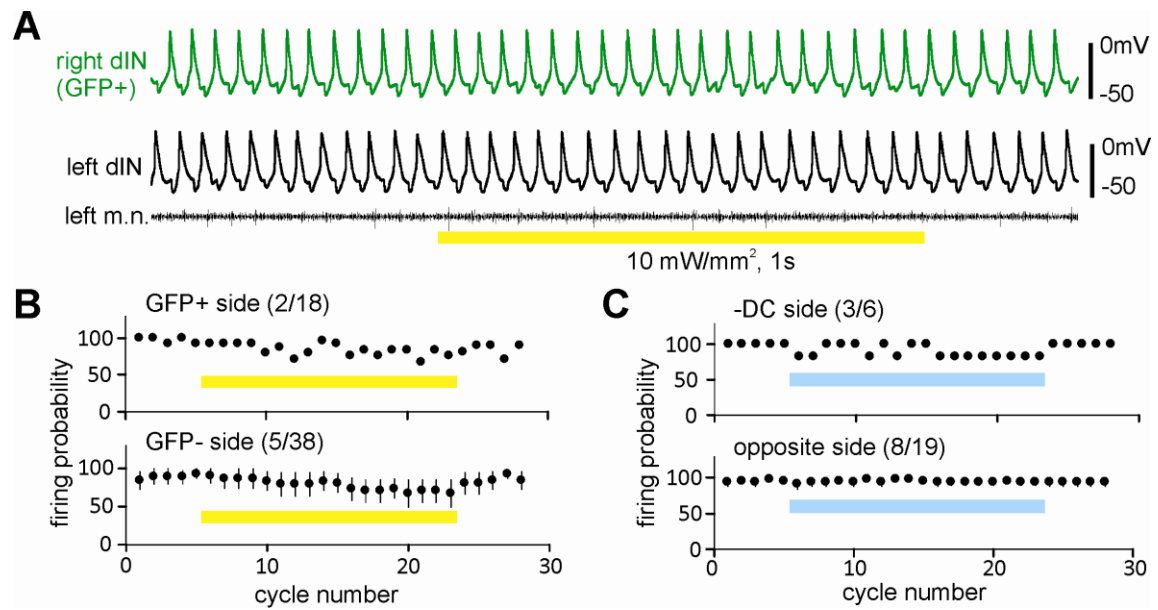 A
right dIN
(GFP+)
0mV
-50
left dIN
0mV
-50
left m.n.
10 mW/mm², 1s
B
GFP+ side (2/18)
firing probability
100
50
0
GFP- side (5/38)
100
50
0
0 10 20 30
cycle number
C
-DC side (3/6)
firing probability
100
50
0
opposite side (8/19)
100
50
0
0 10 20 30
cycle number